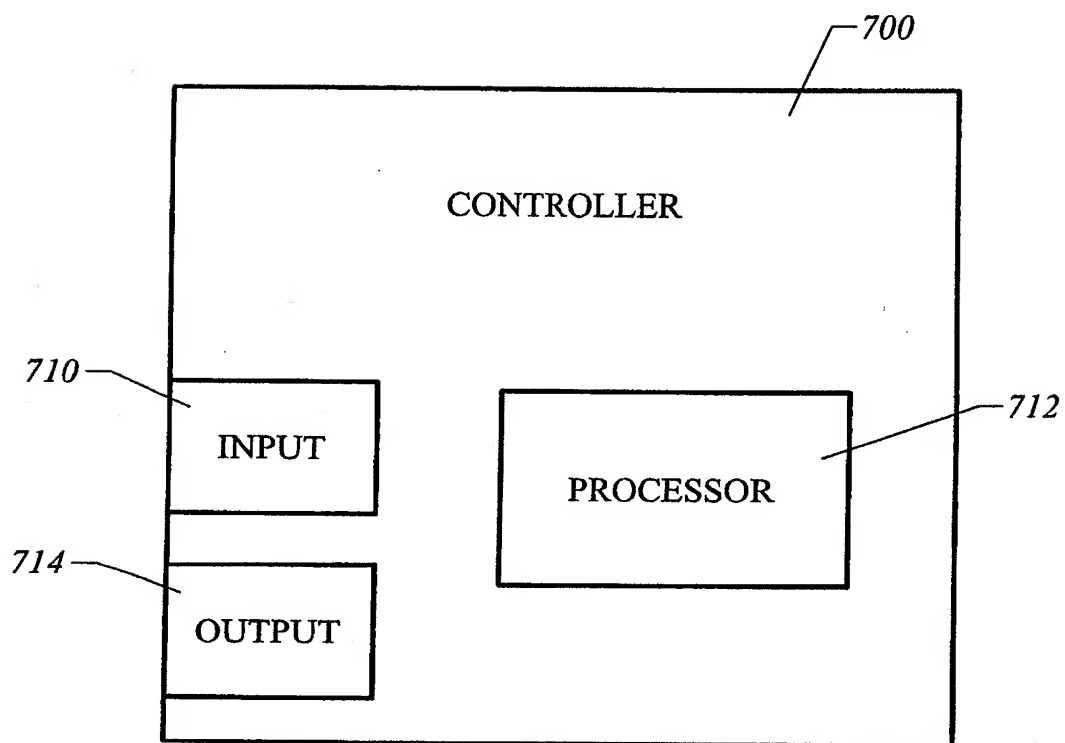 700
CONTROLLER
710
INPUT
712
PROCESSOR
714
OUTPUT